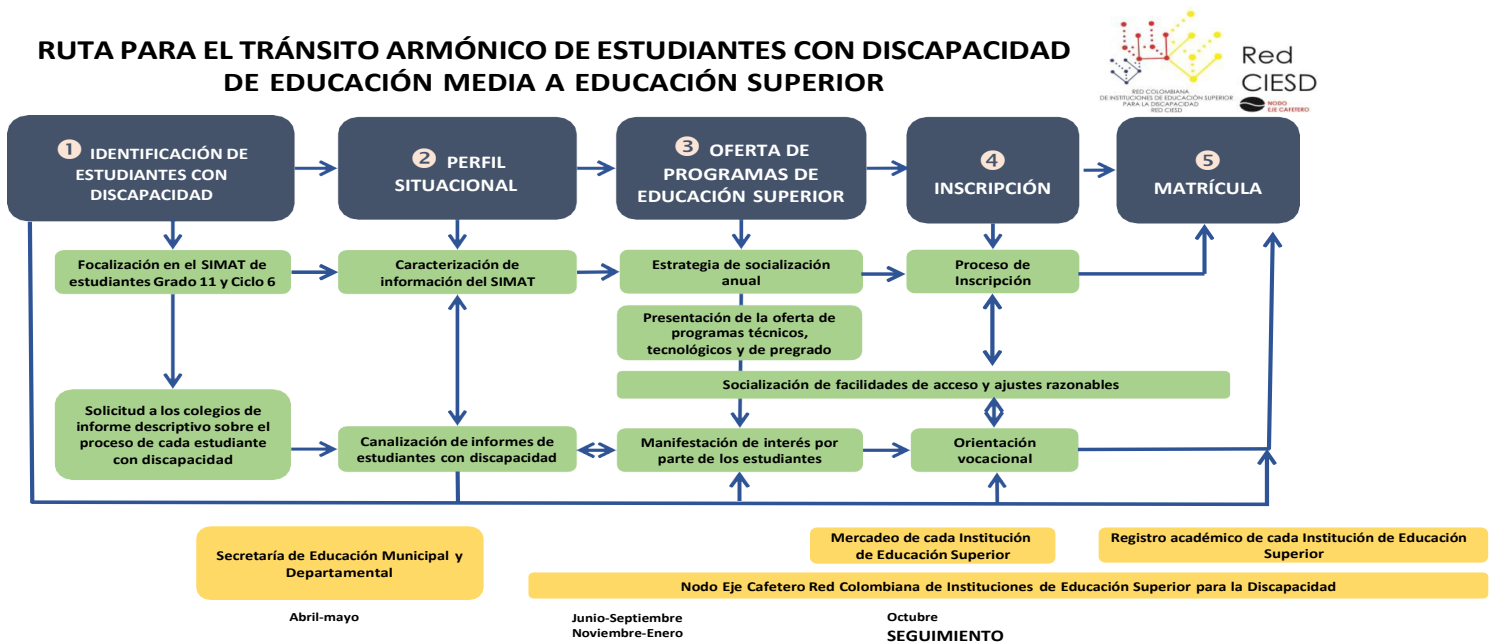 RUTA PARA EL TRÁNSITO ARMÓNICO DE ESTUDIANTES CON DISCAPACIDAD
DE EDUCACIÓN MEDIA A EDUCACIÓN SUPERIOR
RED COLOMBIANA
DE INSTITUCIONES DE EDUCACIÓN SUPERIOR
PARA LA DISCAPACIDAD
RED CIESD
Red
CIESD
NODO
EJE CAFETERO
1 IDENTIFICACIÓN DE
ESTUDIANTES CON
DISCAPACIDAD
2 PERFIL
SITUACIONAL
3 OFERTA DE
PROGRAMAS DE
EDUCACIÓN SUPERIOR
4
INSCRIPCIÓN
5
MATRÍCULA
Focalización en el SIMAT de
estudiantes Grado 11 y Ciclo 6
Caracterización de
información del SIMAT
Estrategia de socialización
anual
Proceso de
Inscripción
Presentación de la oferta de
programas técnicos,
tecnológicos y de pregrado
Socialización de facilidades de acceso y ajustes razonables
Solicitud a los colegios de
informe descriptivo sobre el
proceso de cada estudiante
con discapacidad
Canalización de informes de
estudiantes con discapacidad
Manifestación de interés por
parte de los estudiantes
Orientación
vocacional
Secretaría de Educación Municipal y
Departamental
Mercadeo de cada Institución
de Educación Superior
Registro académico de cada Institución de Educación
Superior
Nodo Eje Cafetero Red Colombiana de Instituciones de Educación Superior para la Discapacidad
Abril-mayo
Junio-Septiembre
Noviembre-Enero
Octubre
SEGUIMIENTO